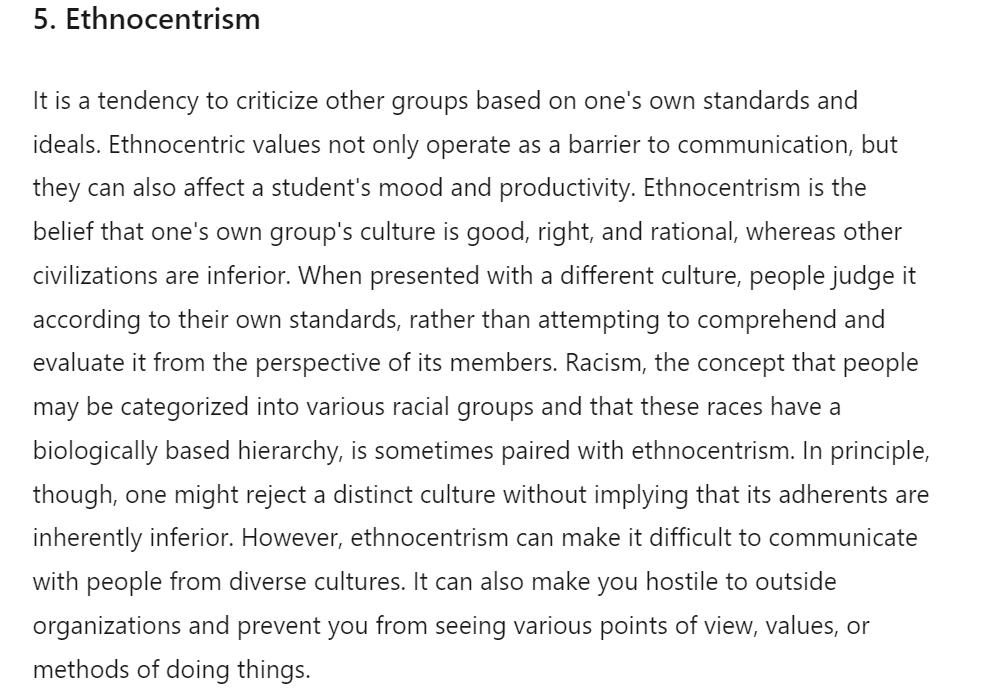 5. Ethnocentrism
It is a tendency to criticize other groups based on one's own standards and
ideals. Ethnocentric values not only operate as a barrier to communication, but
they can also affect a student's mood and productivity. Ethnocentrism is the
belief that one's own group's culture is good, right, and rational, whereas other
civilizations are inferior. When presented with a different culture, people judge it
according to their own standards, rather than attempting to comprehend and
evaluate it from the perspective of its members. Racism, the concept that people
may be categorized into various racial groups and that these races have a
biologically based hierarchy, is sometimes paired with ethnocentrism. In principle,
though, one might reject a distinct culture without implying that its adherents are
inherently inferior. However, ethnocentrism can make it difficult to communicate
with people from diverse cultures. It can also make you hostile to outside
organizations and prevent you from seeing various points of view, values, or
methods of doing things.